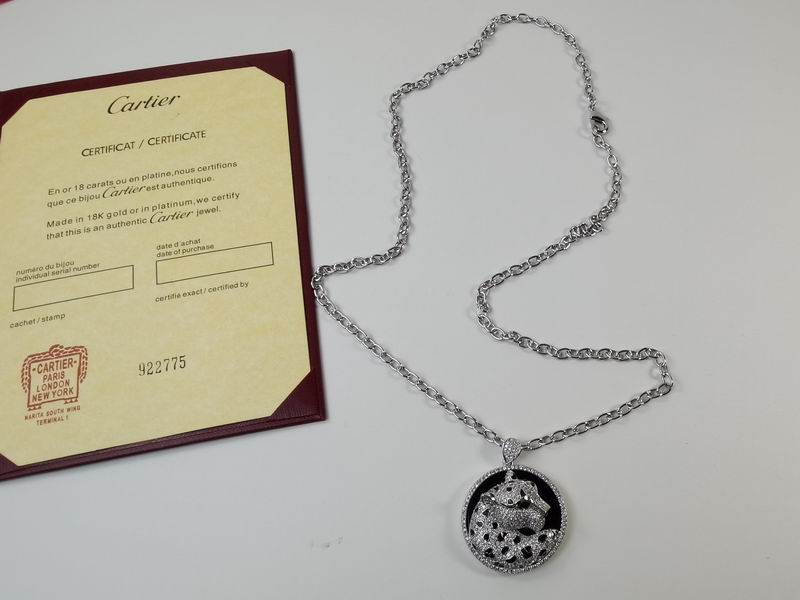 Cartier
CERTIFICAT / CERTIFICATE
En or 18 carats ou en platine,nous certifions
que ce bijou Cartier est authentique.
Made in 18K gold or in platinum,we certify
that this is an authentic Cartier jewel.
numéro du bijou
individual serial number
date d'achat
date of purchase
cachet / stamp
certifié exact / certified by
-CARTIER-
PARIS
LONDON
NEW YORK
NARITA SOUTH WING
TERMINAL 1
922775